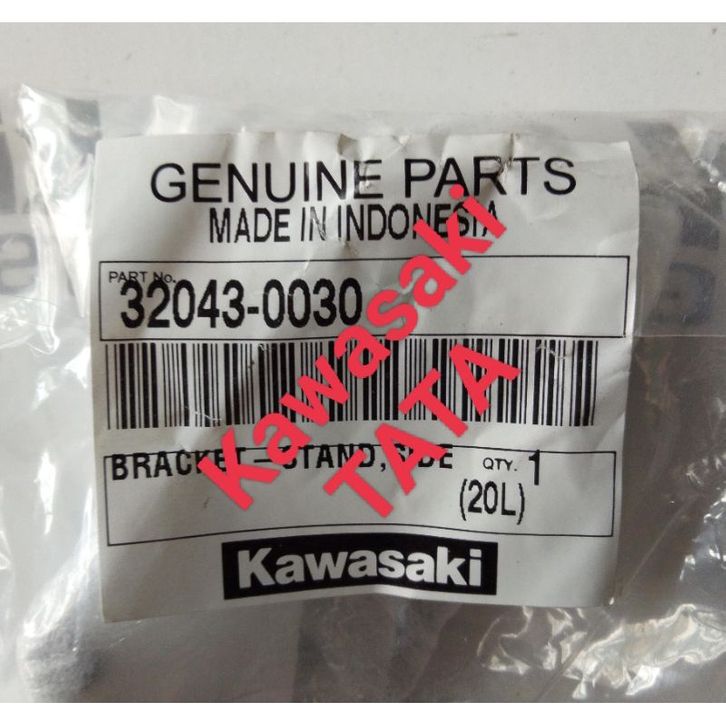 GENUINE PARTS
MADE IN INDONESIA
PART No.
32043-0030
BRACKET-STAND,SIDE QTY. 1
(20L)
Kawasaki
Kawasaki
TATA